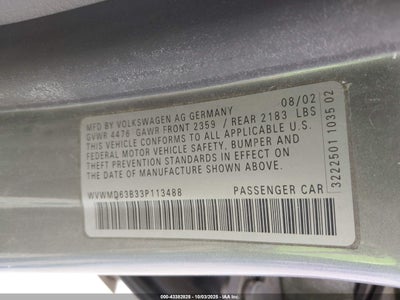 MFD BY VOLKSWAGEN AG GERMANY 08/02
GVWR 4476 GAWR FRONT 2359 / REAR 2183 LBS
THIS VEHICLE CONFORMS TO ALL APPLICABLE U.S.
FEDERAL MOTOR VEHICLE SAFETY, BUMPER, AND
THEFT PREVENTION STANDARDS IN EFFECT ON THE
DATE OF MANUFACTURE SHOWN ABOVE.
WVWMD63B33P113488 PASSENGER CAR
3222501 1035 02
000-43382028 - 10/03/2025 - IAA Inc.